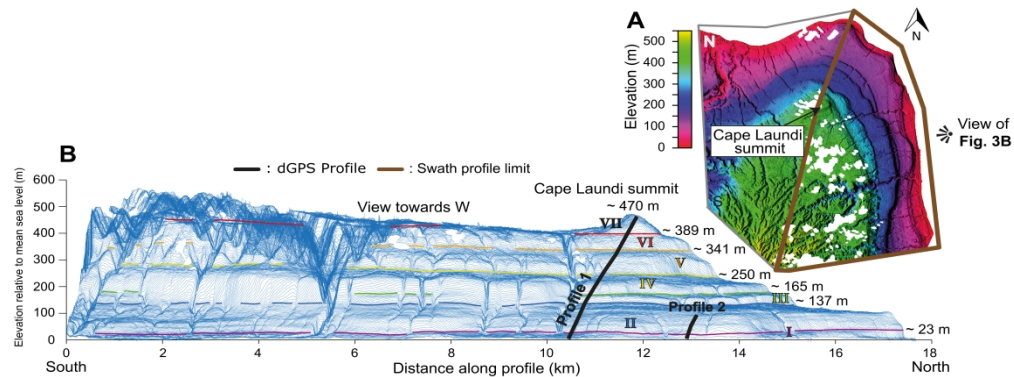 A
Elevation (m)
500
400
300
200
100
0
N
S
N
Cape Laundi
summit
View of
Fig. 3B
B
: dGPS Profile
: Swath profile limit
Elevation relative to mean sea level (m)
600
500
400
300
200
100
0
View towards W
Cape Laundi summit
~ 470 m
VII
~ 389 m
VI
~ 341 m
V
~ 250 m
IV
~ 165 m
III
~ 137 m
II
I
~ 23 m
Profile 1
Profile 2
0 2 4 6 8 10 12 14 16 18
South
Distance along profile (km)
North